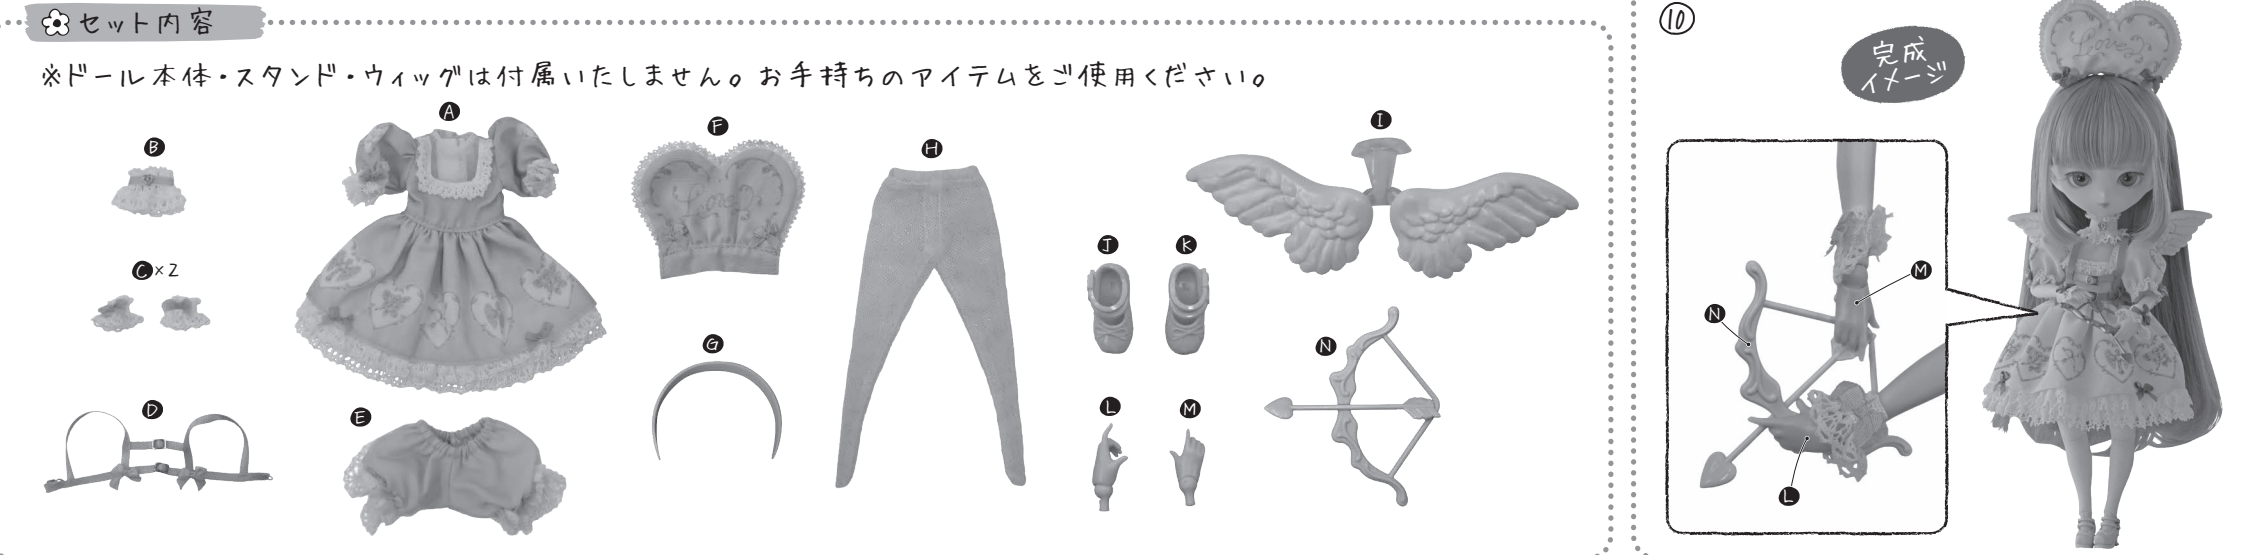 セット内容
※ドール本体・スタンド・ウィッグは付属いたしません。お手持ちのアイテムをご使用ください。
A
B
C×2
D
E
F
Love
G
H
I
J
K
L
M
N
10
完成
イメージ
Love
M
N
L